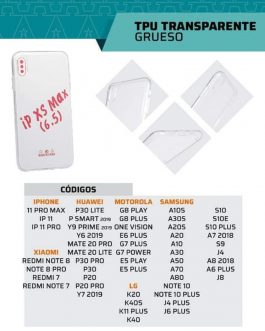 TPU TRANSPARENTE
GRUESO
iP XS Max
(6.5)
CÓDIGOS
IPHONE HUAWEI MOTOROLA SAMSUNG
11 PRO MAX P30 LITE G8 PLAY A10S S10
IP 11 P SMART 2019 G8 PLUS A30S S10E
IP 11 PRO Y9 PRIME 2019 ONE VISION A20S S10 PLUS
Y6 2019 E6 PLUS A20 A7 2018
MATE 20 PRO G7 PLUS A10 S9
XIAOMI MATE 20 LITE G7 POWER A30 J4
REDMI NOTE 8 P30 PRO E5 PLAY A50 A8 2018
NOTE 8 PRO P30 E5 PLUS A70 A6 PLUS
REDMI 7 P20 A80 J8
REDMI NOTE 7 P20 PRO LG NOTE 10
Y7 2019 K20 NOTE 10 PLUS
K40S J4 PLUS
K11 PLUS J6 PLUS
K40